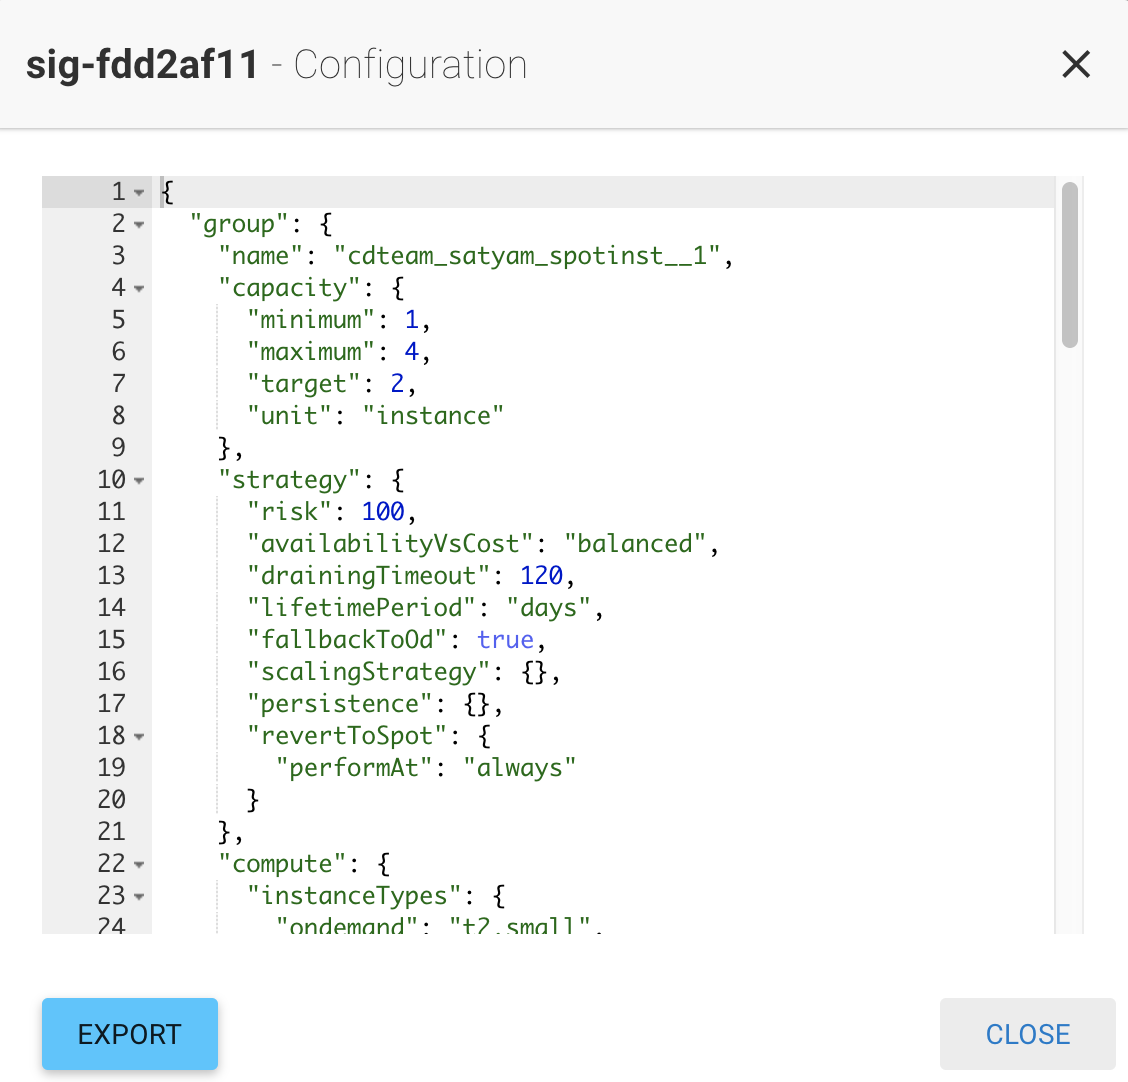 sig-fdd2af11 - Configuration
1 {
2 "group": {
3 "name": "cdteam_satyam_spotinst__1",
4 "capacity": {
5 "minimum": 1,
6 "maximum": 4,
7 "target": 2,
8 "unit": "instance"
9 },
10 "strategy": {
11 "risk": 100,
12 "availabilityVsCost": "balanced",
13 "drainingTimeout": 120,
14 "lifetimePeriod": "days",
15 "fallbackToOd": true,
16 "scalingStrategy": {},
17 "persistence": {},
18 "revertToSpot": {
19 "performAt": "always"
20 }
21 },
22 "compute": {
23 "instanceTypes": {
24 "ondemand": "t2.small",
EXPORT
CLOSE